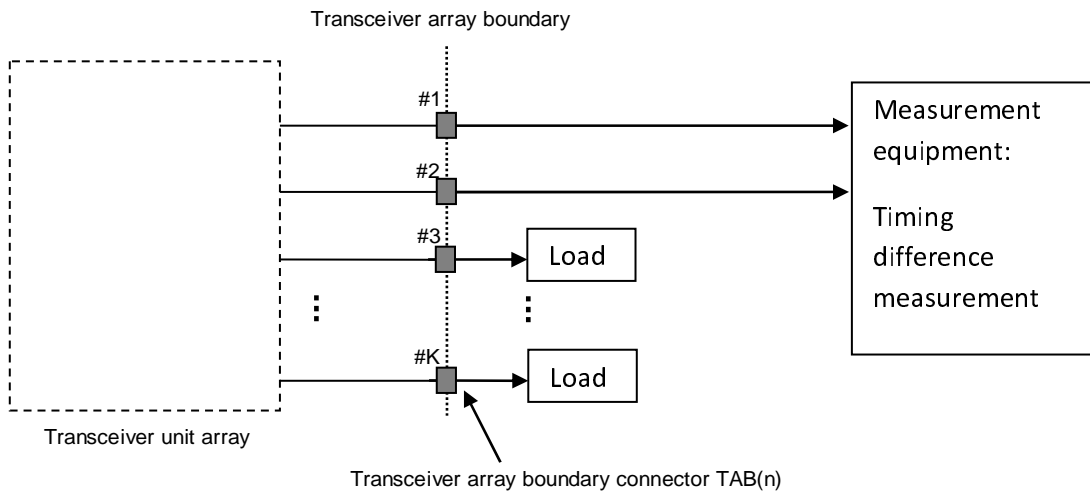 Transceiver array boundary
#1
Measurement
equipment:
#2
Timing
difference
measurement
#3
Load
#K
Load
Transceiver unit array
Transceiver array boundary connector TAB(n)